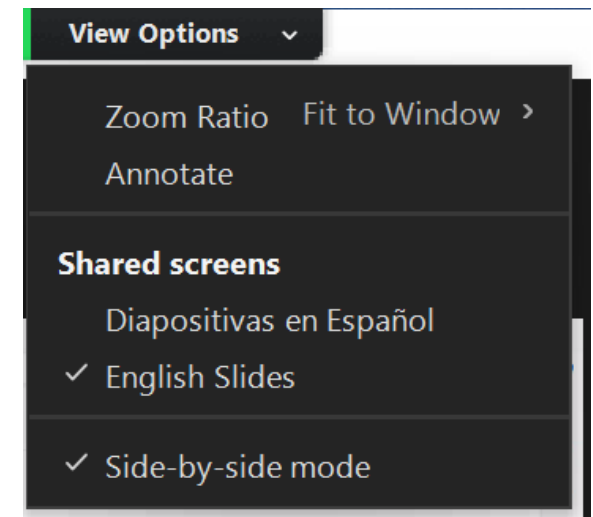 View Options
Zoom Ratio Fit to Window
Annotate
Shared screens
Diapositivas en Español
English Slides
Side-by-side mode